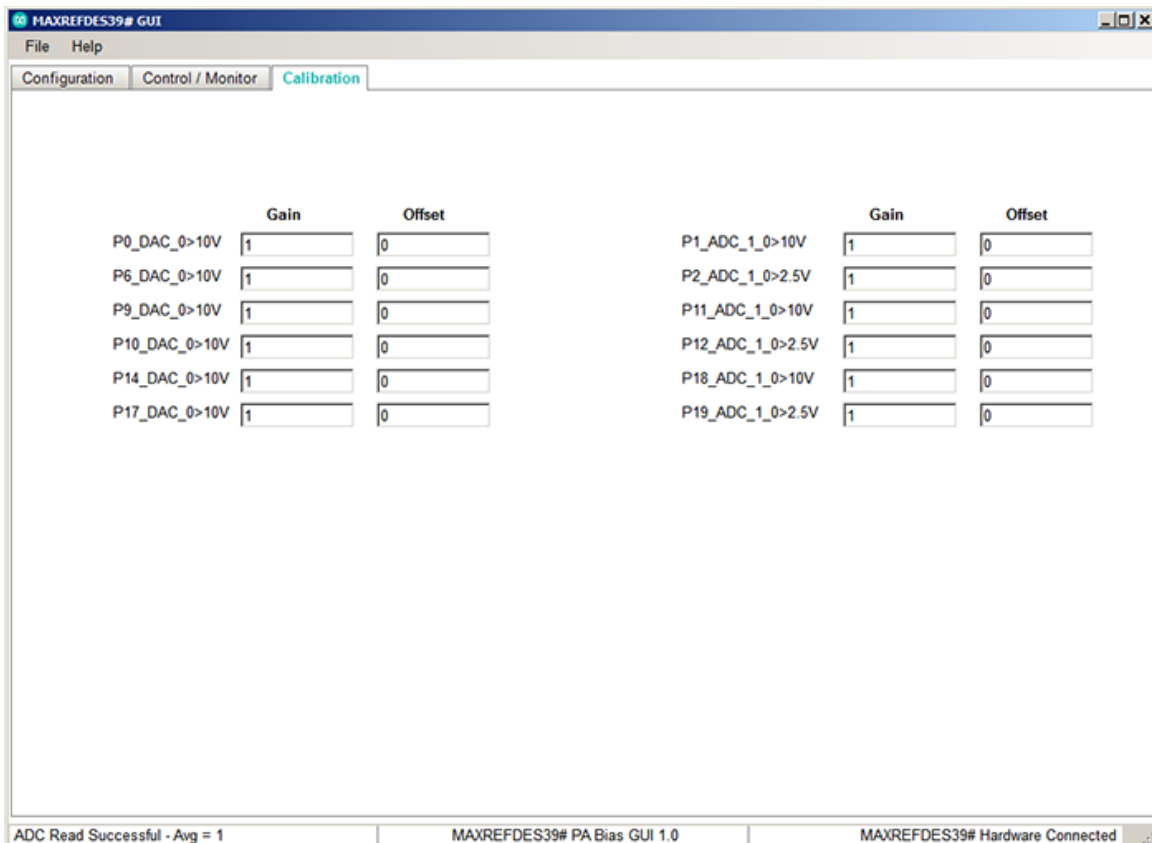 MAXREFDES39# GUI
File Help
Configuration Control / Monitor Calibration
Gain Offset Gain Offset
P0_DAC_0>10V 1 0 P1_ADC_1_0>10V 1 0
P6_DAC_0>10V 1 0 P2_ADC_1_0>2.5V 1 0
P9_DAC_0>10V 1 0 P11_ADC_1_0>10V 1 0
P10_DAC_0>10V 1 0 P12_ADC_1_0>2.5V 1 0
P14_DAC_0>10V 1 0 P18_ADC_1_0>10V 1 0
P17_DAC_0>10V 1 0 P19_ADC_1_0>2.5V 1 0
ADC Read Successful - Avg = 1 MAXREFDES39# PA Bias GUI 1.0 MAXREFDES39# Hardware Connected